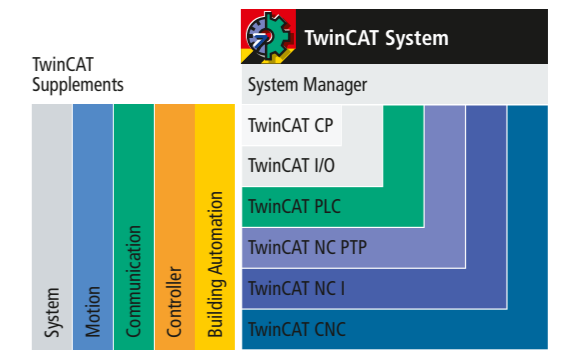 TwinCAT System
TwinCAT
Supplements
System Manager
TwinCAT CP
TwinCAT I/O
TwinCAT PLC
TwinCAT NC PTP
TwinCAT NC I
TwinCAT CNC
System
Motion
Communication
Controller
Building Automation